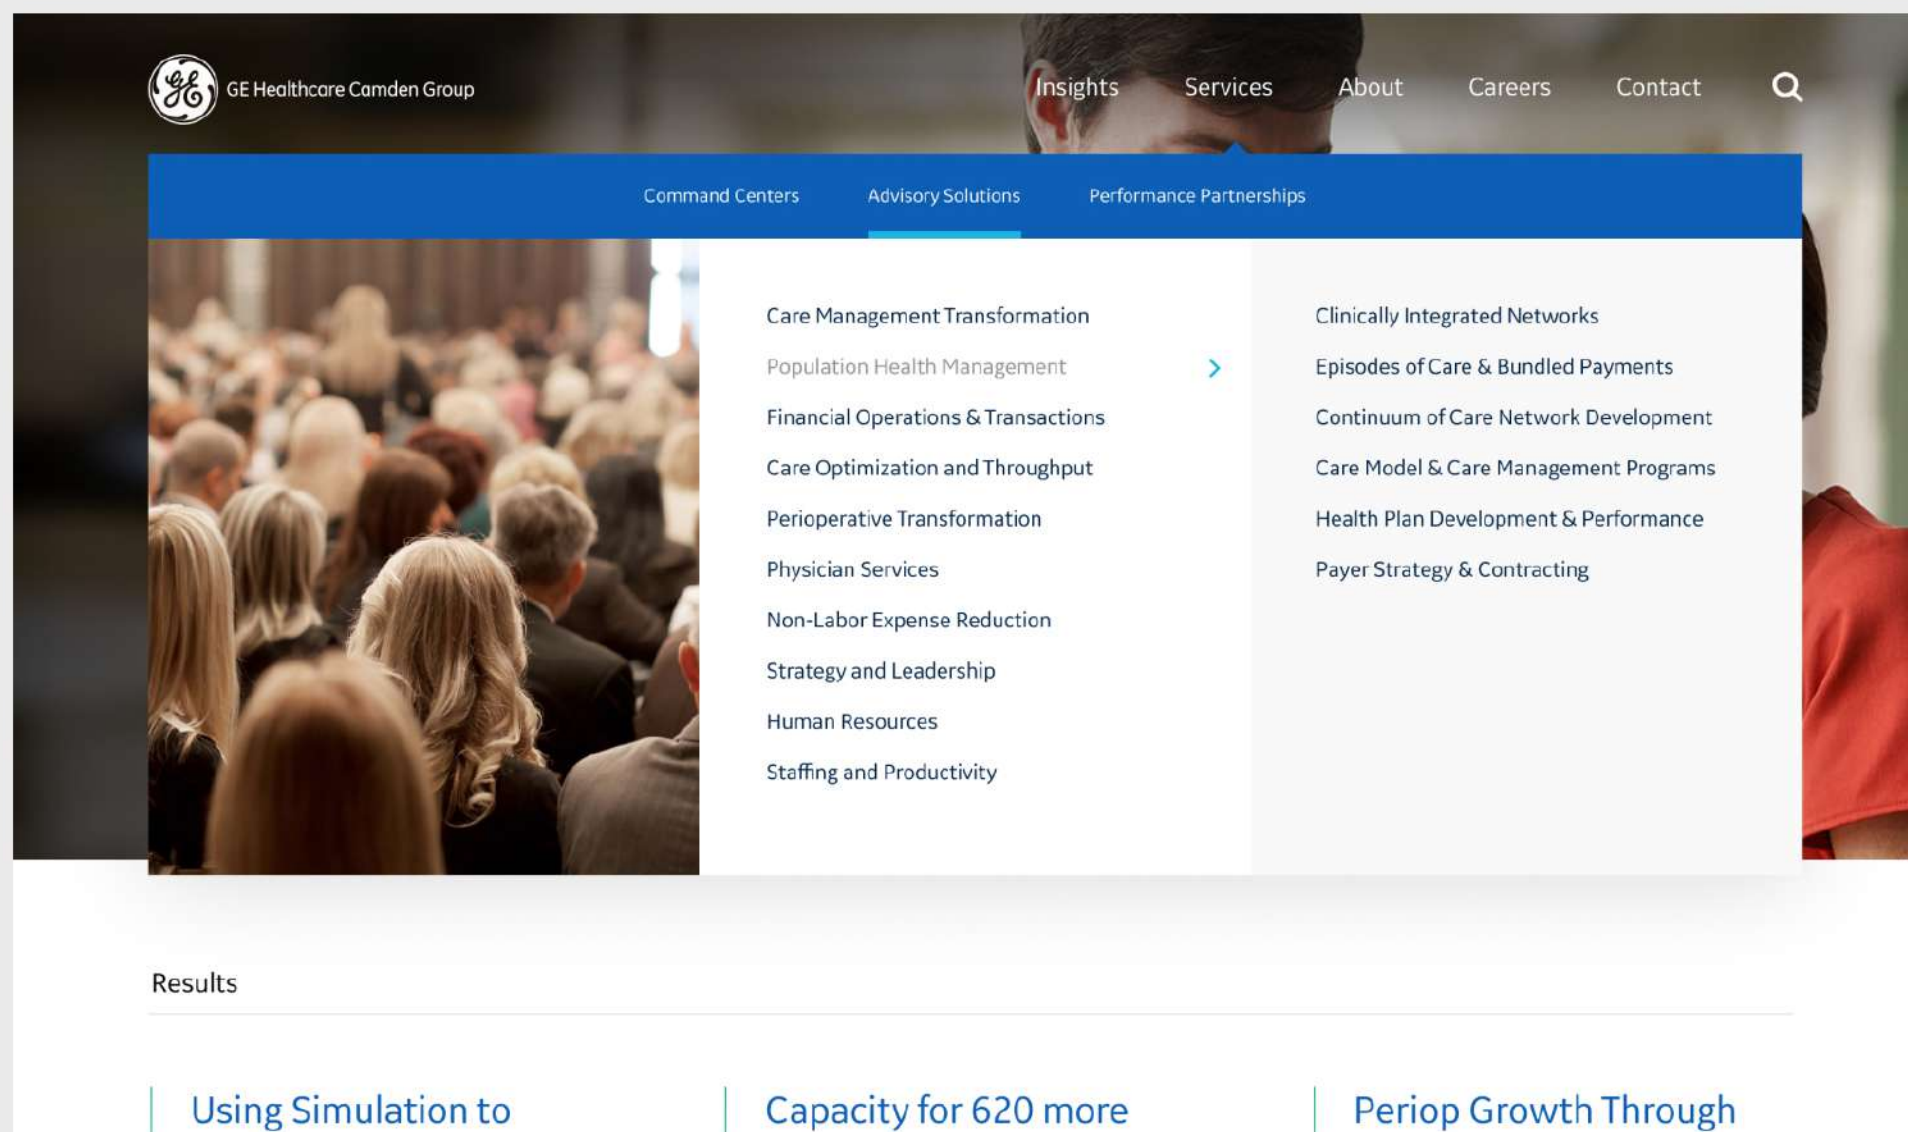 GE
GE Healthcare Camden Group
Insights
Services
About
Careers
Contact
Command Centers
Advisory Solutions
Performance Partnerships
Care Management Transformation
Population Health Management
Financial Operations & Transactions
Care Optimization and Throughput
Perioperative Transformation
Physician Services
Non-Labor Expense Reduction
Strategy and Leadership
Human Resources
Staffing and Productivity
Clinically Integrated Networks
Episodes of Care & Bundled Payments
Continuum of Care Network Development
Care Model & Care Management Programs
Health Plan Development & Performance
Payer Strategy & Contracting
Results
Using Simulation to
Capacity for 620 more
Periop Growth Through